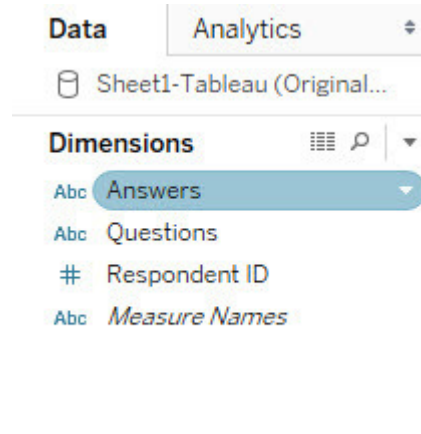 Data Analytics
Sheet1-Tableau (Original...
Dimensions
Abc Answers
Abc Questions
# Respondent ID
Abc Measure Names